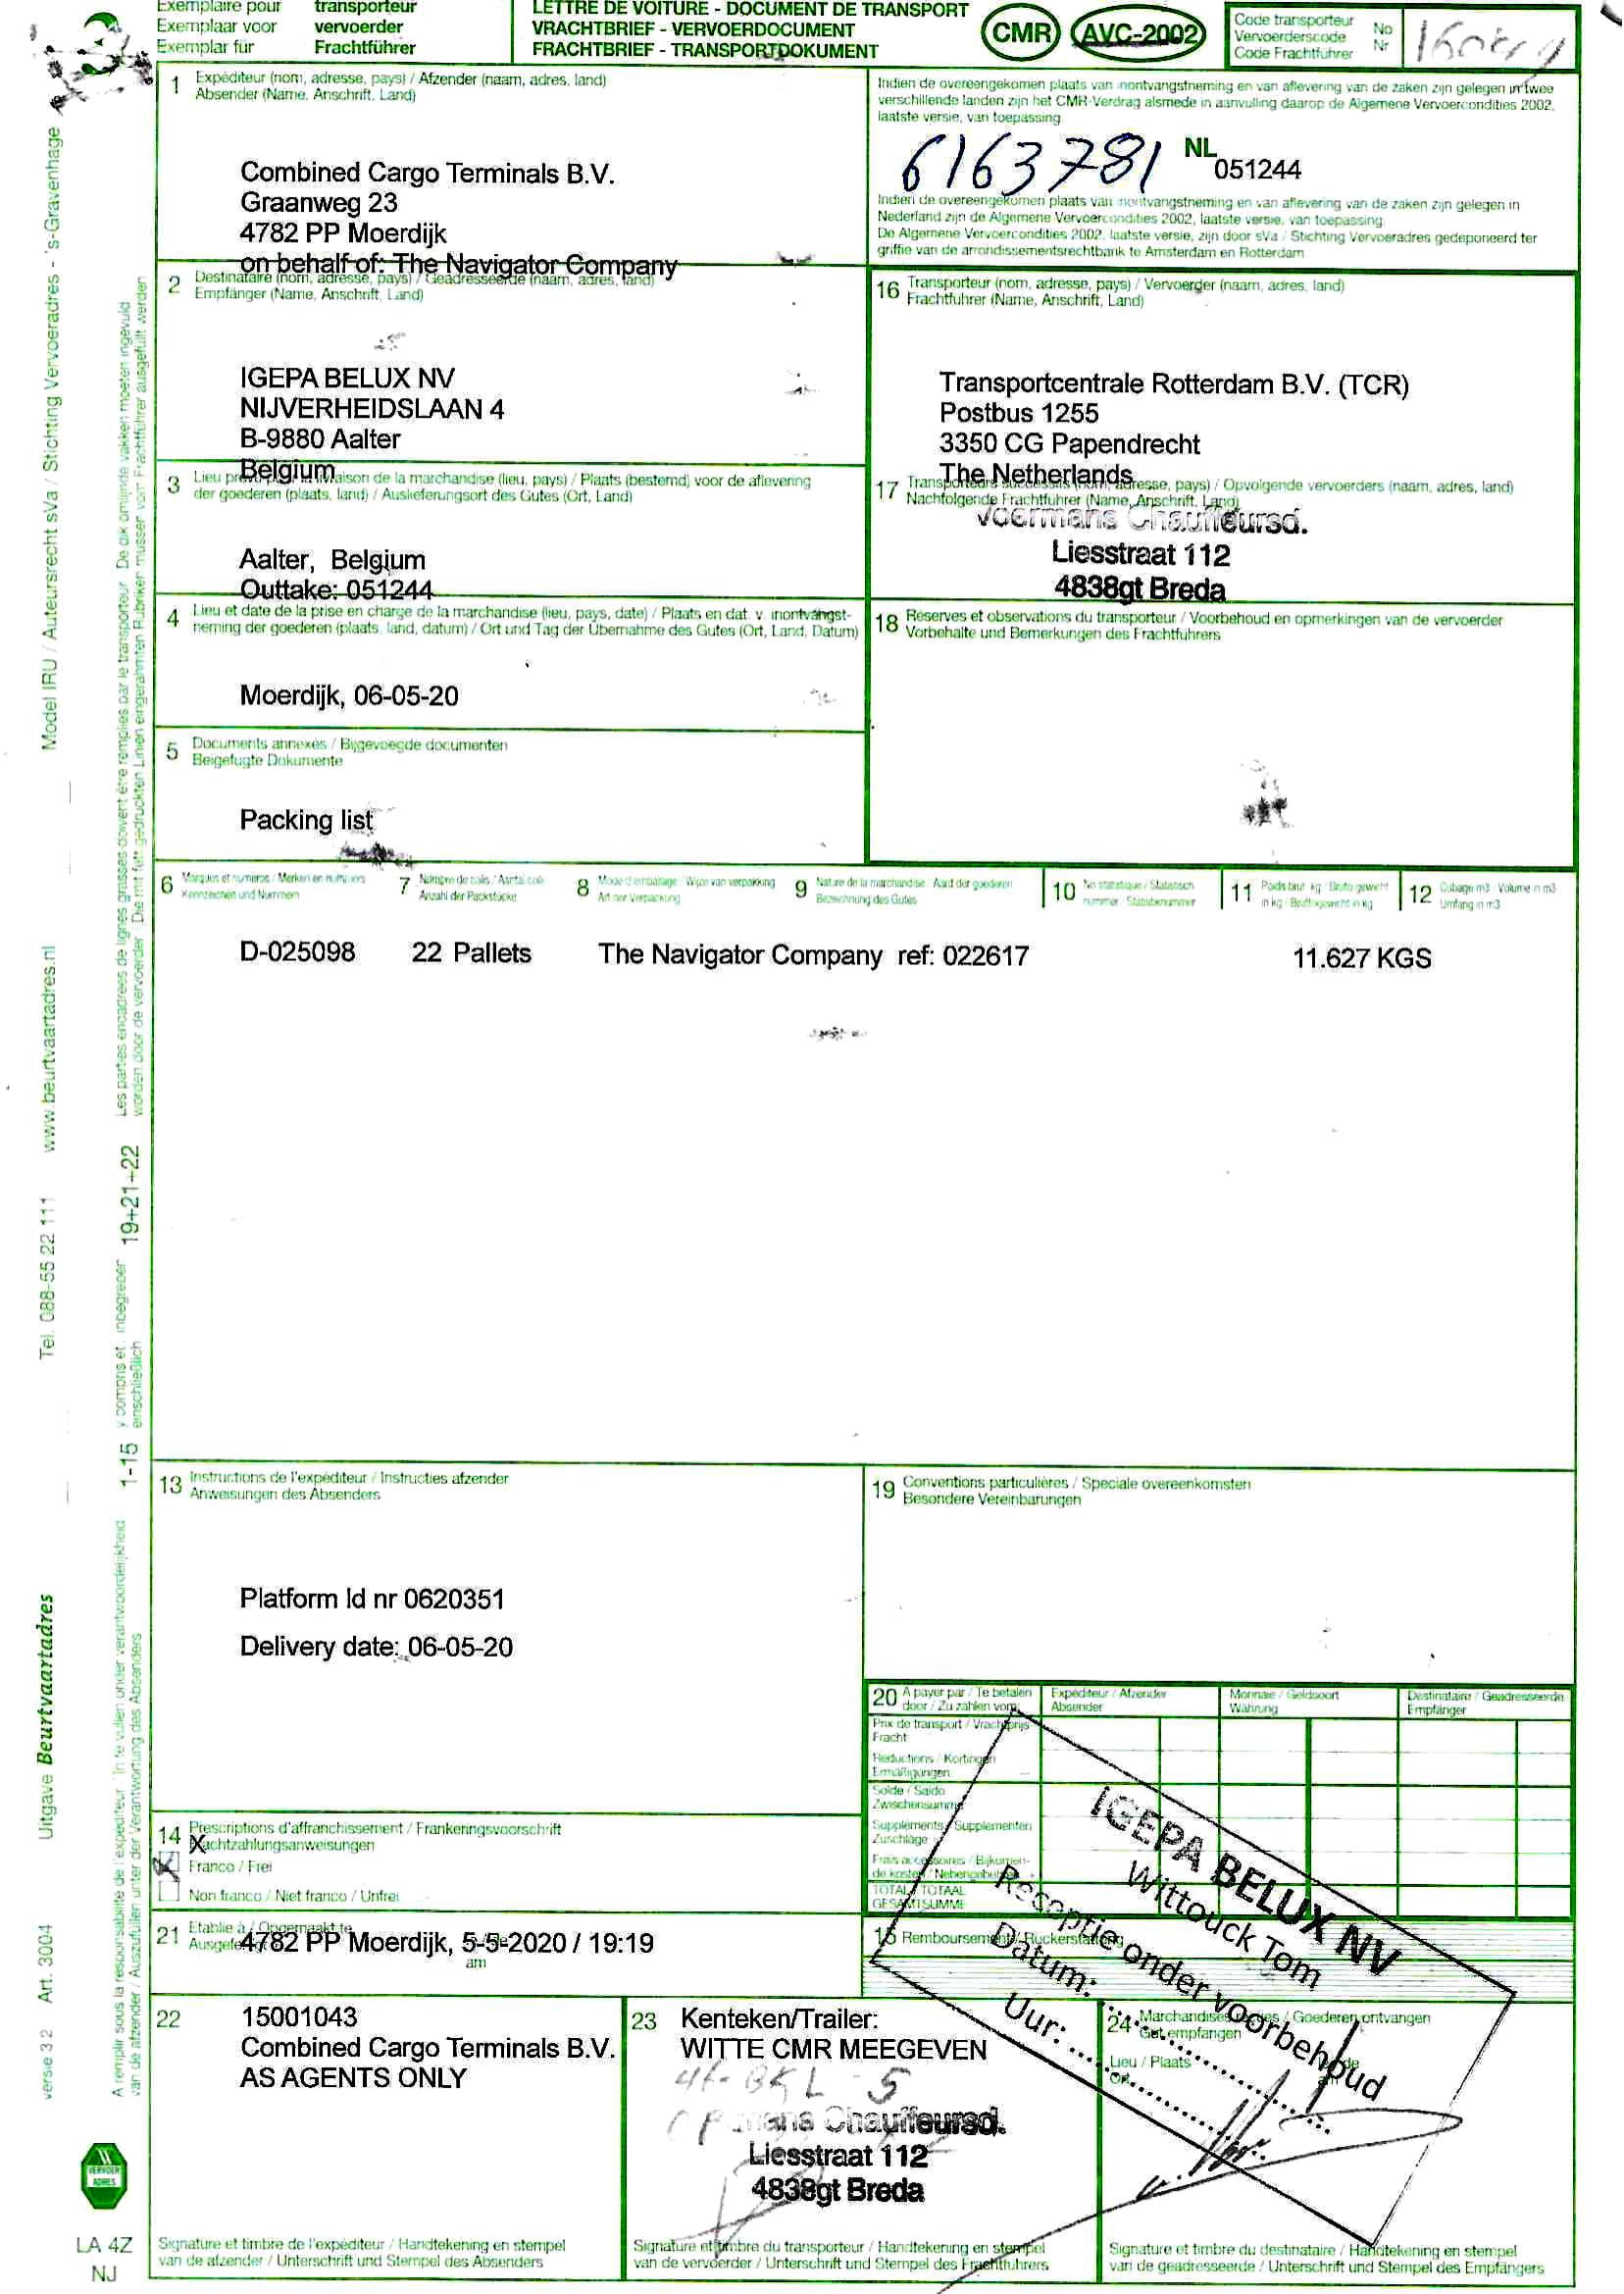 Exemplaire pour transporteur
Exemplaar voor vervoerder
Exemplar für Frachtführer
LETTRE DE VOITURE - DOCUMENT DE TRANSPORT
VRACHTBRIEF - VERVOERDOCUMENT
FRACHTBRIEF - TRANSPORTDOKUMENT
CMR AVC-2002
Code transporteur
Vervoerderscode
Code Frachtführer
No
Nr
1 Expéditeur (nom, adresse, pays) / Afzender (naam, adres, land)
Absender (Name, Anschrift, Land)
Combined Cargo Terminals B.V.
Graanweg 23
4782 PP Moerdijk
on behalf of: The Navigator Company
Indien de overeengekomen plaats van inontvangstneming en van aflevering van de zaken zijn gelegen in twee
verschillende landen zijn het CMR-Verdrag alsmede in aanvulling daarop de Algemene Vervoercondities 2002,
laatste versie, van toepassing
6163781 NL 051244
Indien de overeengekomen plaats van inontvangstneming en van aflevering van de zaken zijn gelegen in
Nederland zijn de Algemene Vervoercondities 2002, laatste versie, van toepassing
De Algemene Vervoercondities 2002, laatste versie, zijn door sVa / Stichting Vervoeradres gedeponeerd ter
griffie van de arrondissementsrechtbank te Amsterdam en Rotterdam
2 Destinataire (nom, adresse, pays) / Geadresseerde (naam, adres, land)
Empfänger (Name, Anschrift, Land)
IGEPA BELUX NV
NIJVERHEIDSLAAN 4
B-9880 Aalter
Belgium
16 Transporteur (nom, adresse, pays) / Vervoerder (naam, adres, land)
Frachtführer (Name, Anschrift, Land)
Transportcentrale Rotterdam B.V. (TCR)
Postbus 1255
3350 CG Papendrecht
The Netherlands
3 Lieu prévu pour la livraison de la marchandise (lieu, pays) / Plaats (bestemd) voor de aflevering
der goederen (plaats, land) / Auslieferungsort des Gutes (Ort, Land)
Aalter, Belgium
Outtake: 051244
17 Transporteurs successifs (nom, adresse, pays) / Opvolgende vervoerders (naam, adres, land)
Nachfolgende Frachtführer (Name, Anschrift, Land)
Voermans Chauffeursd.
Liesstraat 112
4838gt Breda
4 Lieu et date de la prise en charge de la marchandise (lieu, pays, date) / Plaats en dat. v. inontvangst-
neming der goederen (plaats, land, datum) / Ort und Tag der Übernahme des Gutes (Ort, Land, Datum)
Moerdijk, 06-05-20
18 Réserves et observations du transporteur / Voorbehoud en opmerkingen van de vervoerder
Vorbehalte und Bemerkungen des Frachtführers
5 Documents annexés / Bijgevoegde documenten
Beigefügte Dokumente
Packing list
6 Marques et numéros / Merken en nummers
Kennzeichen und Nummern
7 Nombre de colis / Aantal colli
Anzahl der Packstücke
8 Mode d'emballage / Wijze van verpakking
Art der Verpackung
9 Nature de la marchandise / Aard der goederen
Bezeichnung des Gutes
10 No statistique / Statistisch
nummer / Statistiknummer
11 Poids brut, kg / Bruto gewicht
in kg / Bruttogewicht in kg
12 Cubage m3 / Volume in m3
Umfang in m3
D-025098 22 Pallets The Navigator Company ref: 022617 11.627 KGS
13 Instructions de l'expéditeur / Instructies afzender
Anweisungen des Absenders
Platform Id nr 0620351
Delivery date: 06-05-20
19 Conventions particulières / Speciale overeenkomsten
Besondere Vereinbarungen
20 A payer par / Te betalen
door / Zu zahlen vom:
Expéditeur / Afzender
Absender
Monnaie / Geldsoort
Währung
Destinataire / Geadresseerde
Empfänger
Prix de transport / Vrachtprijs
Fracht
Réductions / Kortingen
Ermäßigungen
Solde / Saldo
Zwischensumme
Suppléments / Supplementen
Zuschläge
Frais accessoires / Bijkomen-
de kosten / Nebengebühren
TOTAL / TOTAAL
GESAMTSUMME
14 Prescriptions d'affranchissement / Frankeringsvoorschrift
Frachtzahlungsanweisungen
X
Franco / Frei
Non franco / Niet franco / Unfrei
21 Etablie à / Opgemaakt te
4782 PP Moerdijk, 5-5-2020 / 19:19
am
15 Remboursement / Rückerstattung
IGEPA BELUX NV
Wittouck Tom
Receptie onder voorbehoud
Datum:
Uur:
22 15001043
Combined Cargo Terminals B.V.
AS AGENTS ONLY
Signature et timbre de l'expéditeur / Handtekening en stempel
van de afzender / Unterschrift und Stempel des Absenders
23 Kenteken/Trailer:
WITTE CMR MEEGEVEN
Chauffeursd.
Liesstraat 112
4838gt Breda
Signature et timbre du transporteur / Handtekening en stempel
van de vervoerder / Unterschrift und Stempel des Frachtführers
24 Marchandises reçues / Goederen ontvangen
Gut empfangen
Lieu / Plaats
Ort
Signature et timbre du destinataire / Handtekening en stempel
van de geadresseerde / Unterschrift und Stempel des Empfängers
Model IRU / Auteursrecht sVa / Stichting Vervoeradres - 's-Gravenhage
www.beurtvaartadres.nl
Tel. 088-55 22 111
Uitgave Beurtvaartadres
versie 3 2 Art. 3004
Les parties encadrées de lignes grasses doivent être remplies par le transporteur. De dik omlijnde vakken moeten ingevuld
worden door de vervoerder. Die mit fett gedruckten Linien eingerahmten Rubriken müssen vom Frachtführer ausgefüllt werden
19+21+22
y compris et inbegrepen
einschließlich
1-15
A remplir sous la responsabilité de l'expéditeur / In te vullen onder verantwoordelijkheid
van de afzender / Auszufüllen unter der Verantwortung des Absenders
VERVOER
ADRES
LA 4Z
NJ